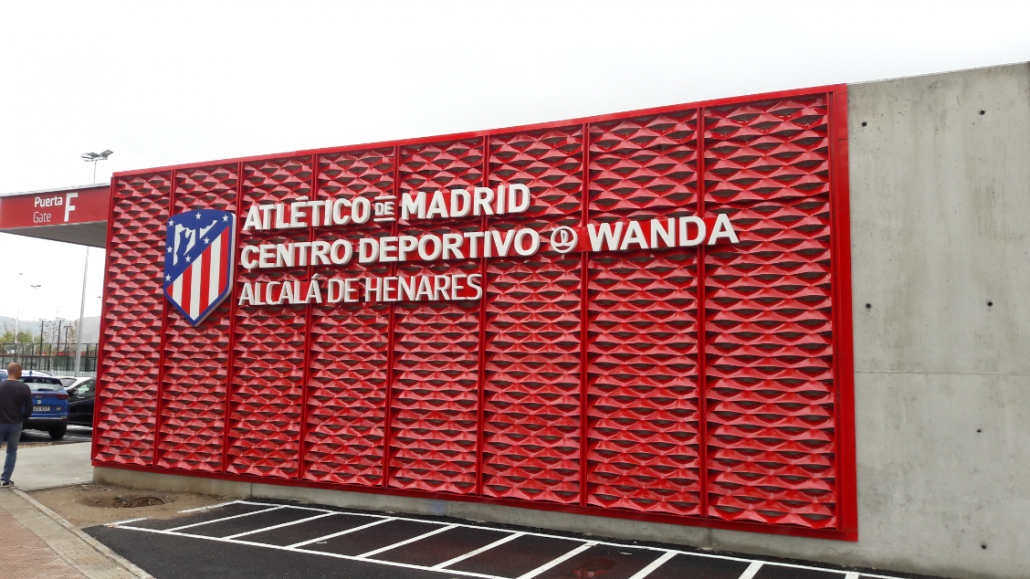 Puerta
Gate F
ATLÉTICO DE MADRID
CENTRO DEPORTIVO WANDA
ALCALÁ DE HENARES